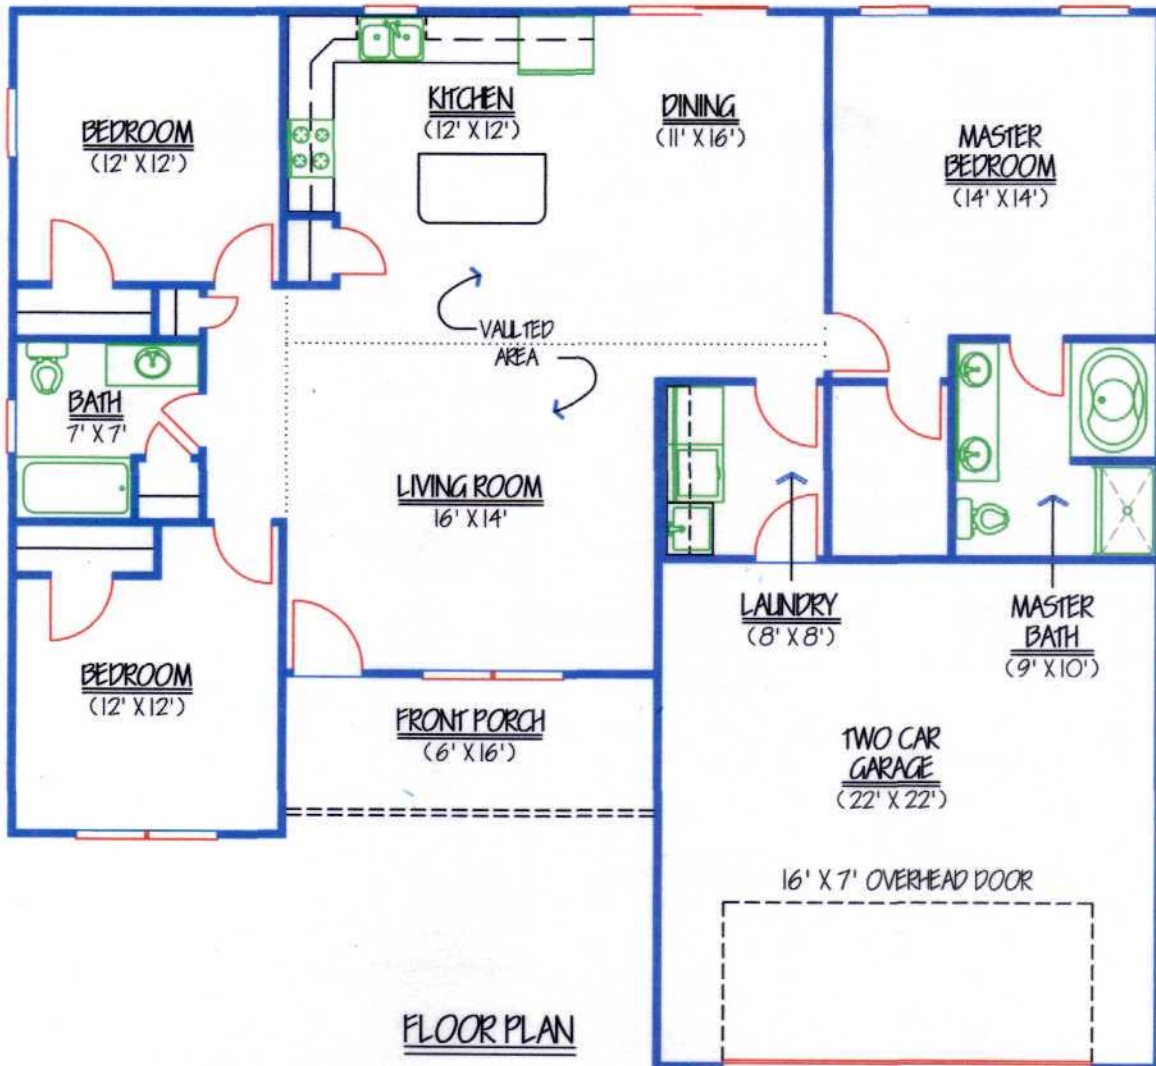 BEDROOM
(12' X 12')
KITCHEN
(12' X 12')
DINING
(11' X 16')
MASTER
BEDROOM
(14' X 14')
VAULTED
AREA
BATH
7' X 7'
LIVING ROOM
16' X 14'
LAUNDRY
(8' X 8')
MASTER
BATH
(9' X 10')
BEDROOM
(12' X 12')
FRONT PORCH
(6' X 16')
TWO CAR
GARAGE
(22' X 22')
16' X 7' OVERHEAD DOOR
FLOOR PLAN